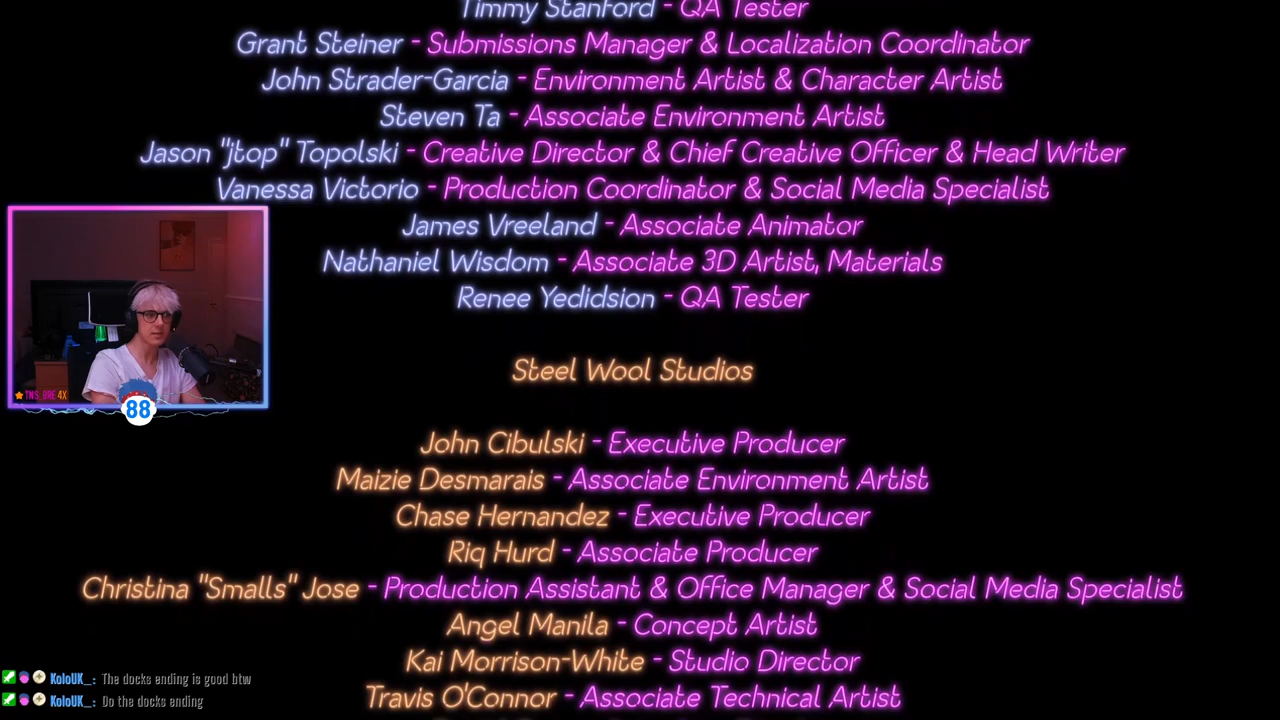 Timmy Stanford - QA Tester
Grant Steiner - Submissions Manager & Localization Coordinator
John Strader-Garcia - Environment Artist & Character Artist
Steven Ta - Associate Environment Artist
Jason "jtop" Topolski - Creative Director & Chief Creative Officer & Head Writer
Vanessa Victorio - Production Coordinator & Social Media Specialist
James Vreeland - Associate Animator
Nathaniel Wisdom - Associate 3D Artist, Materials
Renee Yedidsion - QA Tester
Steel Wool Studios
TNS_BRE 4X
88
John Cibulski - Executive Producer
Maizie Desmarais - Associate Environment Artist
Chase Hernandez - Executive Producer
Riq Hurd - Associate Producer
Christina "Smalls" Jose - Production Assistant & Office Manager & Social Media Specialist
Angel Manila - Concept Artist
Kai Morrison-White - Studio Director
Travis O'Connor - Associate Technical Artist
KoloUK_: The docks ending is good btw
KoloUK_: Do the docks ending